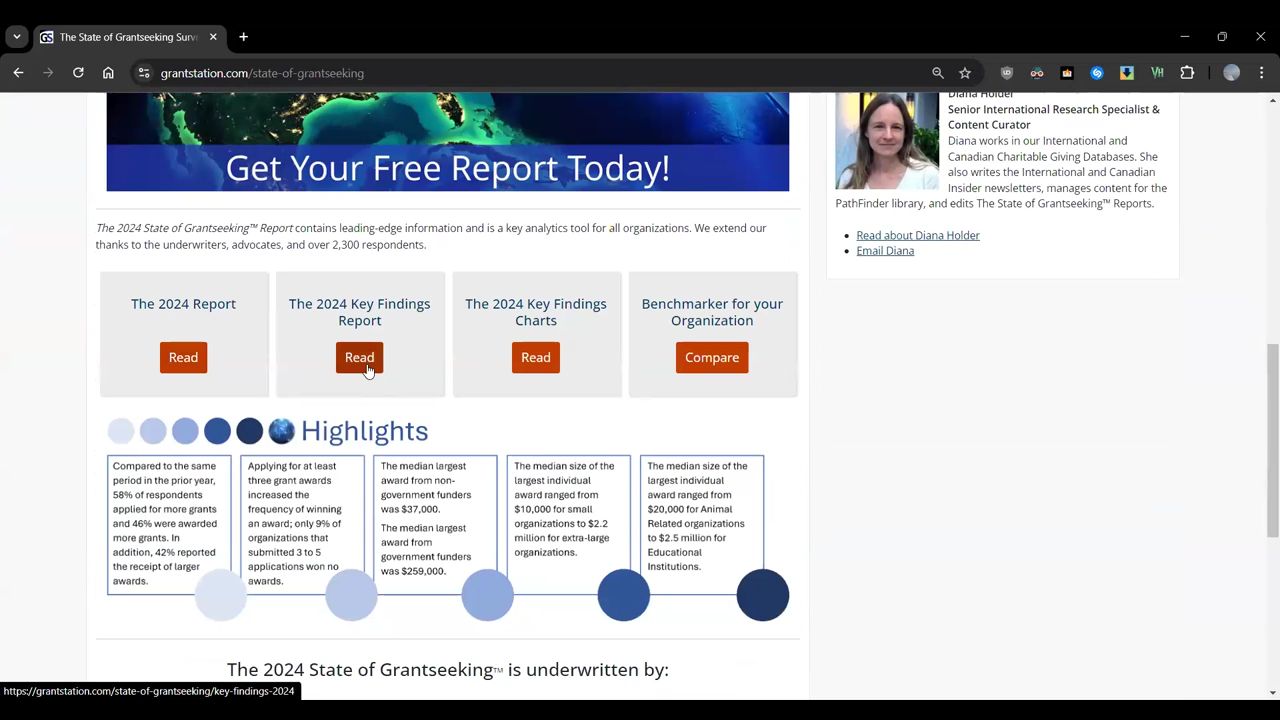 The State of Grantseeking Surve
grantstation.com/state-of-grantseeking
Get Your Free Report Today!
The 2024 State of Grantseeking™ Report contains leading-edge information and is a key analytics tool for all organizations. We extend our
thanks to the underwriters, advocates, and over 2,300 respondents.
The 2024 Report
Read
The 2024 Key Findings
Report
Read
The 2024 Key Findings
Charts
Read
Benchmarker for your
Organization
Compare
Highlights
Compared to the same
period in the prior year,
58% of respondents
applied for more grants
and 46% were awarded
more grants. In
addition, 42% reported
the receipt of larger
awards.
Applying for at least
three grant awards
increased the
frequency of winning
an award; only 9% of
organizations that
submitted 3 to 5
applications won no
awards.
The median largest
award from non-
government funders
was $37,000.
The median largest
award from
government funders
was $259,000.
The median size of the
largest individual
award ranged from
$10,000 for small
organizations to $2.2
million for extra-large
organizations.
The median size of the
largest individual
award ranged from
$20,000 for Animal
Related organizations
to $2.5 million for
Educational
Institutions.
The 2024 State of Grantseeking™ is underwritten by:
Diana Holder
Senior International Research Specialist &
Content Curator
Diana works in our International and
Canadian Charitable Giving Databases. She
also writes the International and Canadian
Insider newsletters, manages content for the
PathFinder library, and edits The State of Grantseeking™ Reports.
Read about Diana Holder
Email Diana
https://grantstation.com/state-of-grantseeking/key-findings-2024